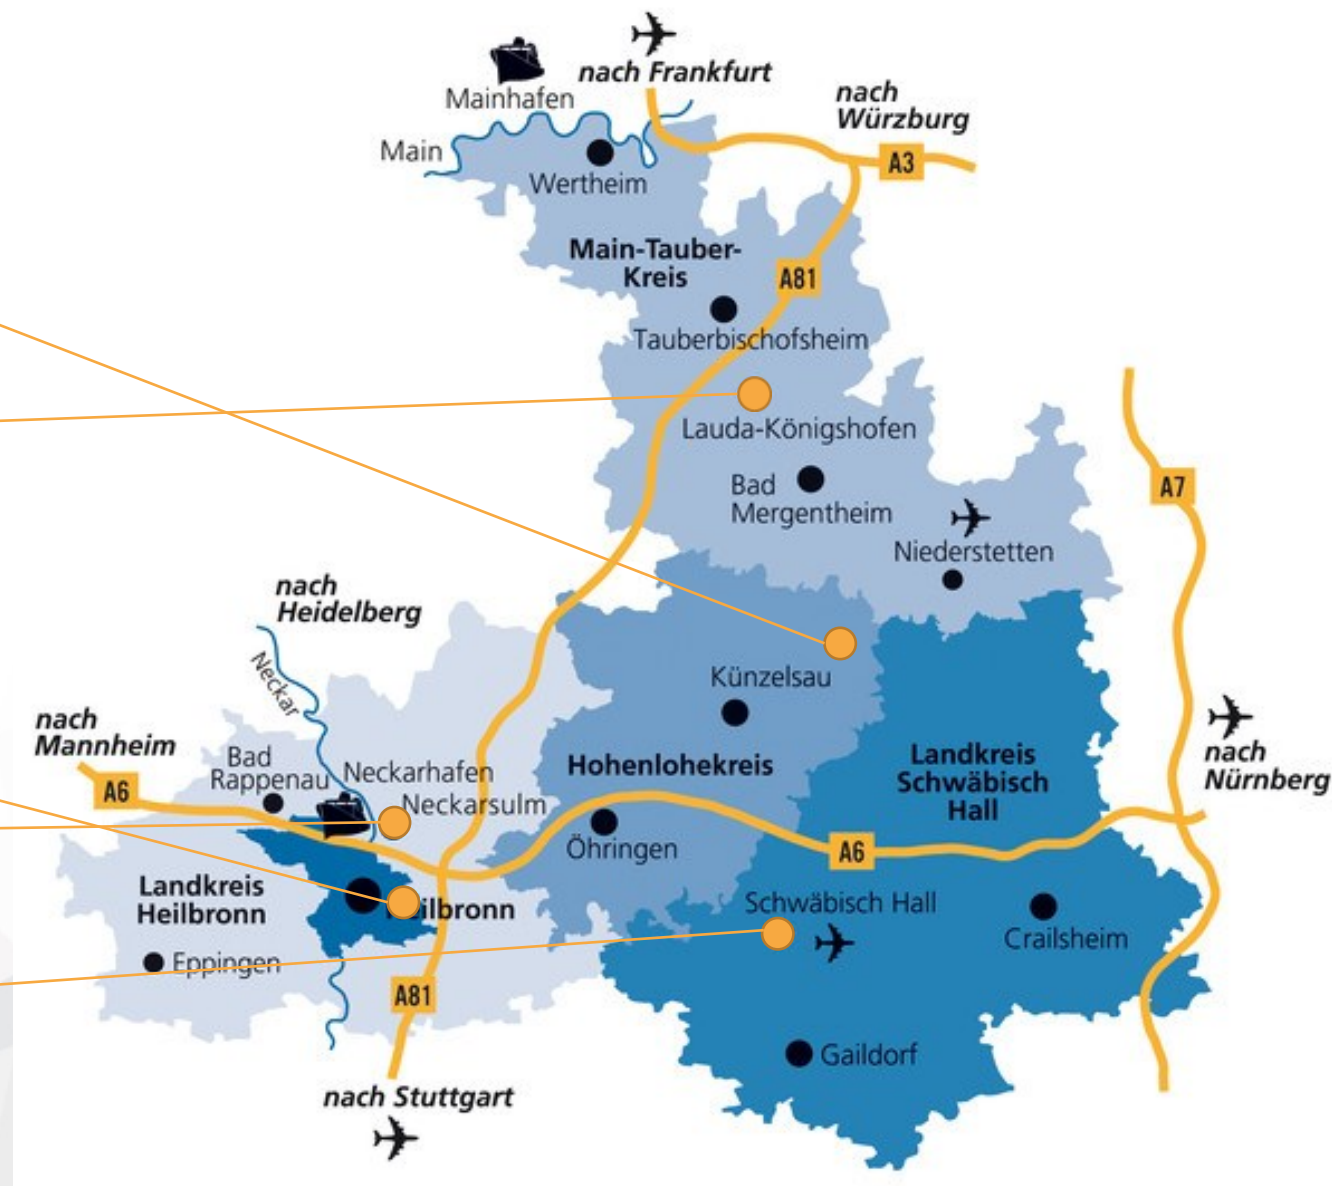 nach Frankfurt
Mainhafen
nach
Würzburg
Main
A3
Wertheim
Main-Tauber-
Kreis
A81
Tauberbischofsheim
Lauda-Königshofen
Bad
Mergentheim
A7
Niederstetten
nach
Heidelberg
Neckar
Künzelsau
nach
Mannheim
A6
Bad
Rappenau
Neckarhafen
Neckarsulm
Hohenlohekreis
Landkreis
Schwäbisch
Hall
nach
Nürnberg
Öhringen
A6
Landkreis
Heilbronn
ilbronn
Schwäbisch Hall
Crailsheim
Eppingen
A81
Gaildorf
nach Stuttgart